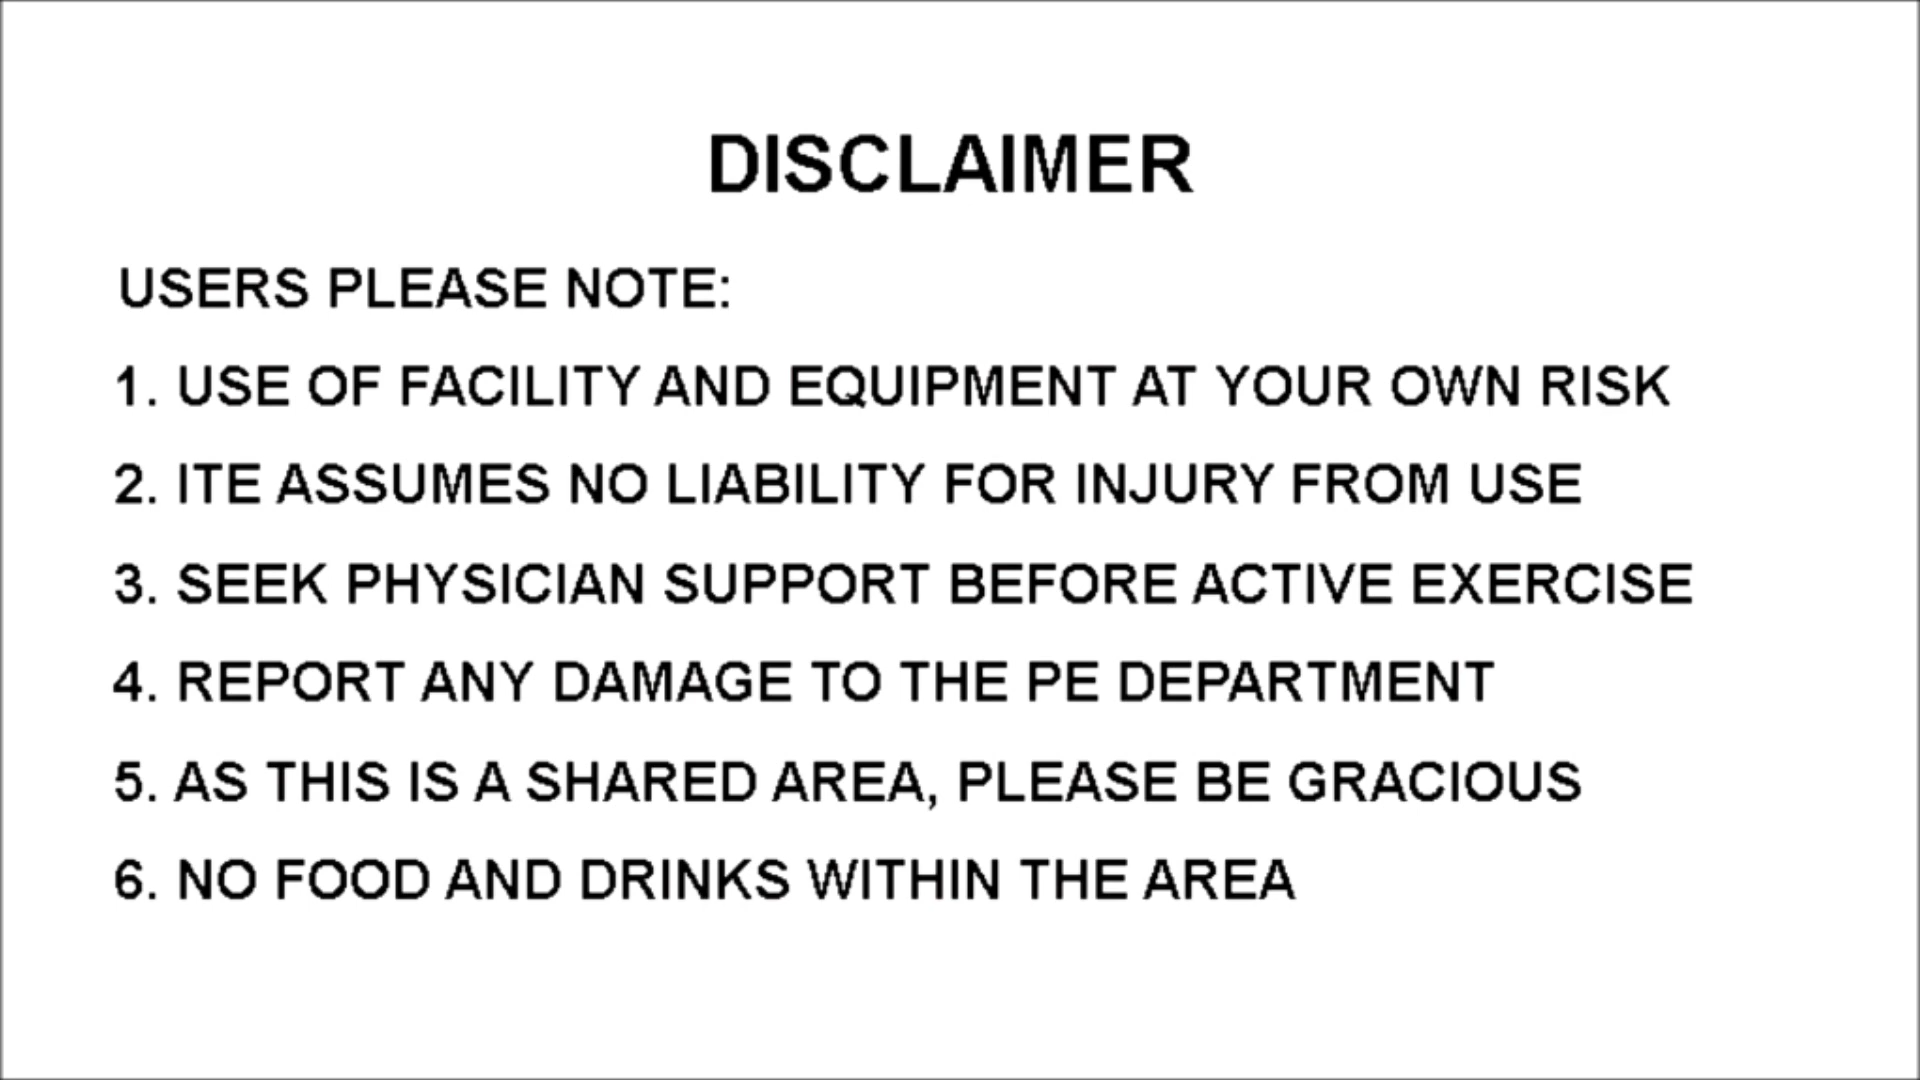 DISCLAIMER
USERS PLEASE NOTE:
1. USE OF FACILITY AND EQUIPMENT AT YOUR OWN RISK
2. ITE ASSUMES NO LIABILITY FOR INJURY FROM USE
3. SEEK PHYSICIAN SUPPORT BEFORE ACTIVE EXERCISE
4. REPORT ANY DAMAGE TO THE PE DEPARTMENT
5. AS THIS IS A SHARED AREA, PLEASE BE GRACIOUS
6. NO FOOD AND DRINKS WITHIN THE AREA